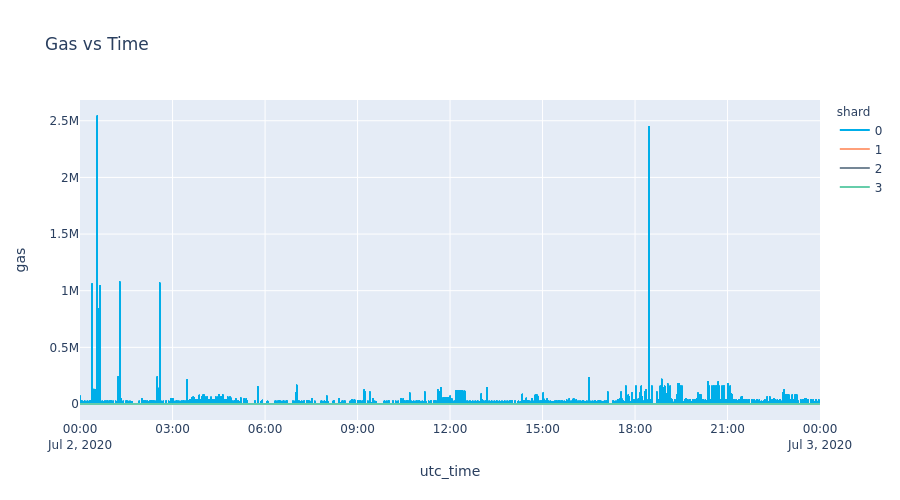 Gas vs Time
shard
0
1
2
3
2.5M
2M
1.5M
1M
0.5M
0
gas
00:00 03:00 06:00 09:00 12:00 15:00 18:00 21:00 00:00
Jul 2, 2020 Jul 3, 2020
utc_time